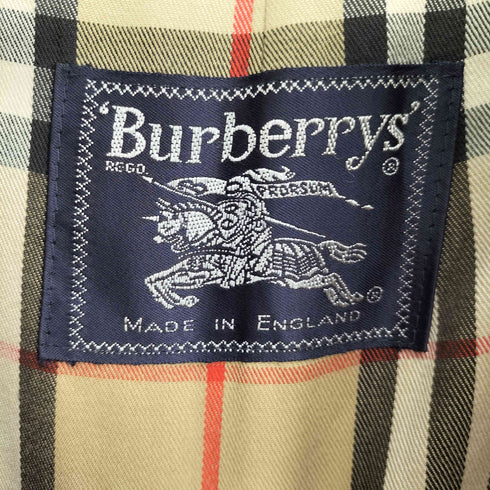 'Burberrys'®
REGD.
PRORSUM
®
MADE IN ENGLAND